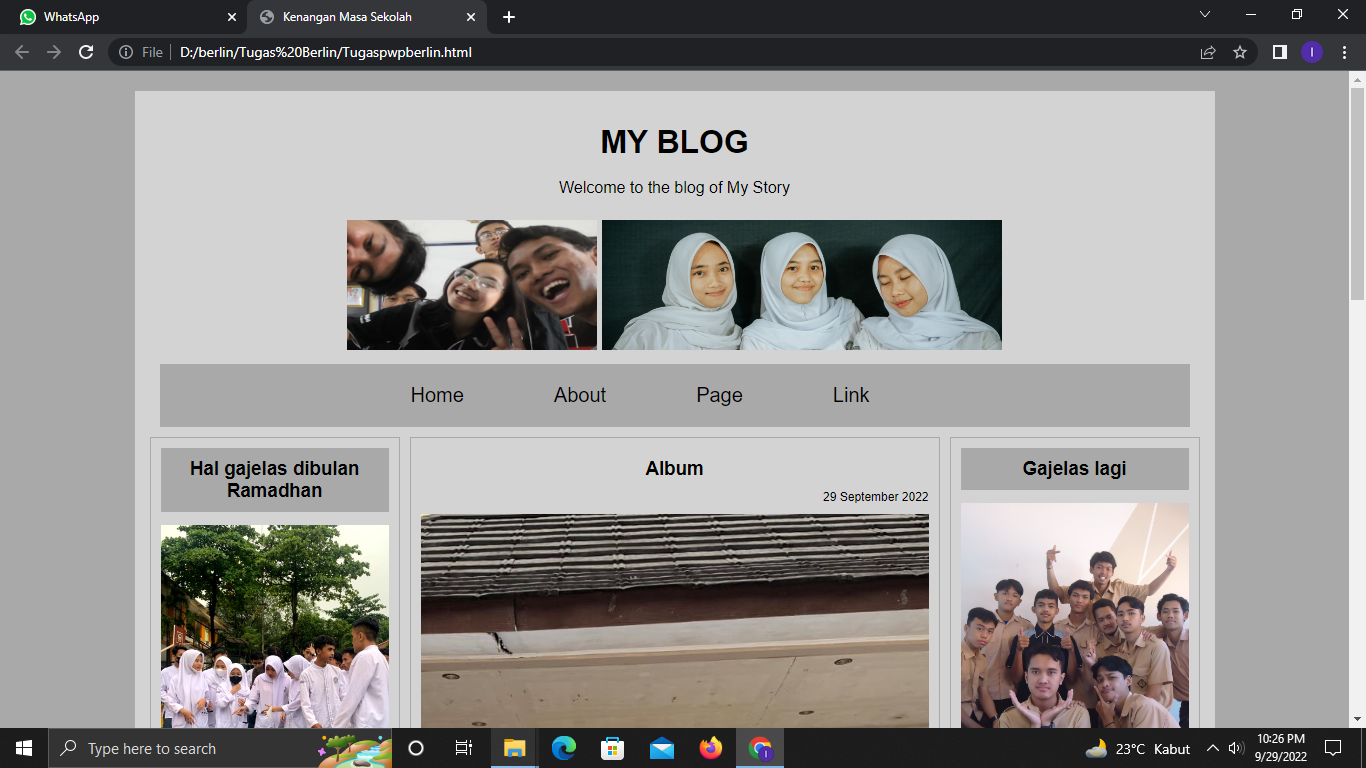 WhatsApp
Kenangan Masa Sekolah
File
D:/berlin/Tugas%20Berlin/Tugaspwpberlin.html
I
MY BLOG
Welcome to the blog of My Story
Home
About
Page
Link
Hal gajelas dibulan
Ramadhan
Album
29 September 2022
Gajelas lagi
Type here to search
I
23°C Kabut
10:26 PM
9/29/2022